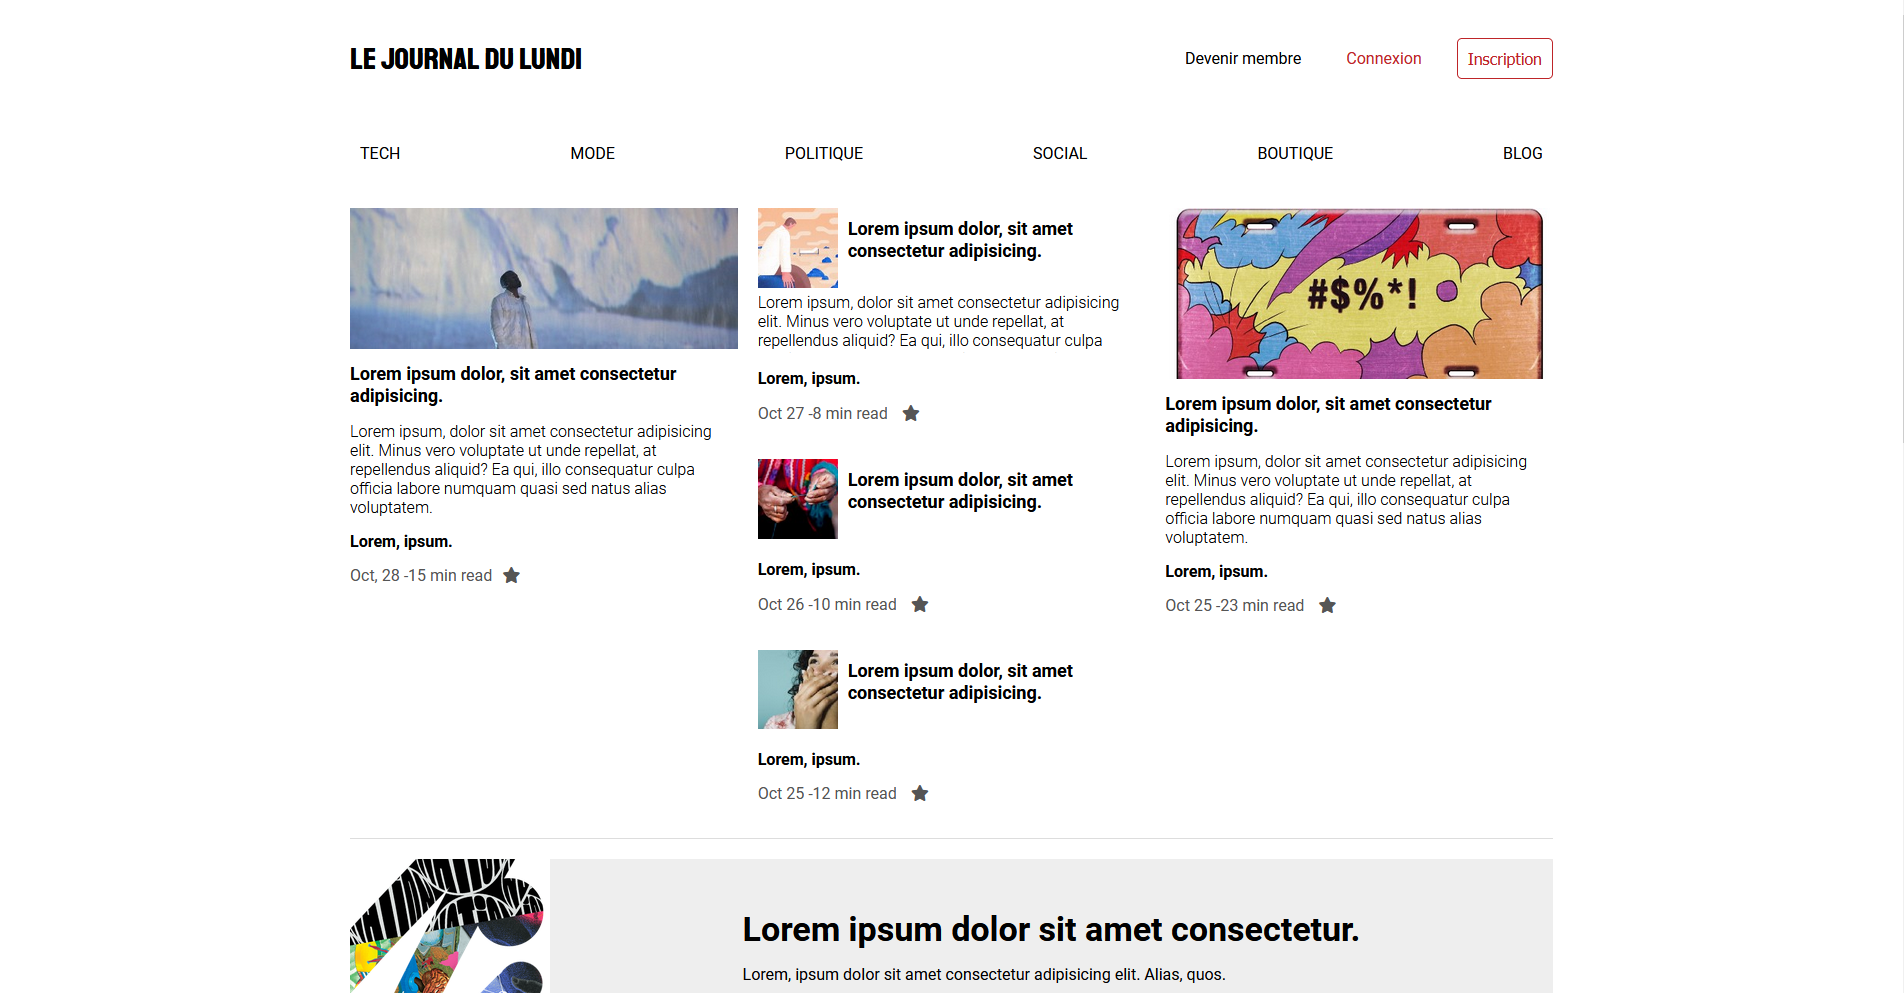 LE JOURNAL DU LUNDI
Devenir membre
Connexion
Inscription
TECH
MODE
POLITIQUE
SOCIAL
BOUTIQUE
BLOG
Lorem ipsum dolor, sit amet consectetur
adipisicing.
Lorem ipsum, dolor sit amet consectetur adipisicing
elit. Minus vero voluptate ut unde repellat, at
repellendus aliquid? Ea qui, illo consequatur culpa
officia labore numquam quasi sed natus alias
voluptatem.
Lorem, ipsum.
Oct, 28 -15 min read
Lorem ipsum dolor, sit amet
consectetur adipisicing.
Lorem ipsum, dolor sit amet consectetur adipisicing
elit. Minus vero voluptate ut unde repellat, at
repellendus aliquid? Ea qui, illo consequatur culpa
Lorem, ipsum.
Oct 27 -8 min read
Lorem ipsum dolor, sit amet
consectetur adipisicing.
Lorem, ipsum.
Oct 26 -10 min read
Lorem ipsum dolor, sit amet
consectetur adipisicing.
Lorem, ipsum.
Oct 25 -12 min read
#$%*!
Lorem ipsum dolor, sit amet consectetur
adipisicing.
Lorem ipsum, dolor sit amet consectetur adipisicing
elit. Minus vero voluptate ut unde repellat, at
repellendus aliquid? Ea qui, illo consequatur culpa
officia labore numquam quasi sed natus alias
voluptatem.
Lorem, ipsum.
Oct 25 -23 min read
Lorem ipsum dolor sit amet consectetur.
Lorem, ipsum dolor sit amet consectetur adipisicing elit. Alias, quos.